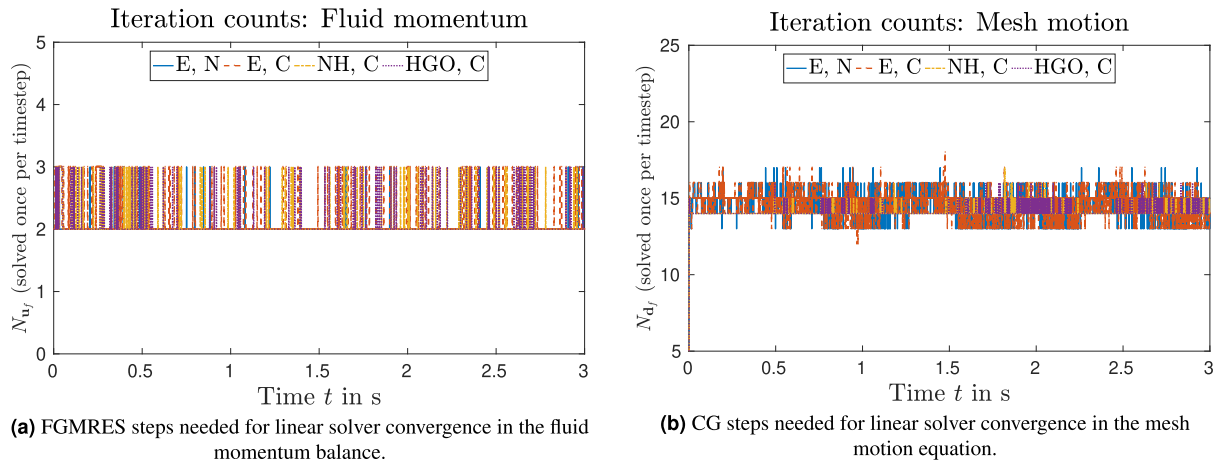 Iteration counts: Fluid momentum
5
4
3
2
1
0
N_{u_f} (solved once per timestep)
E, N E, C NH, C HGO, C
0 0.5 1 1.5 2 2.5 3
Time t in s
(a) FGMRES steps needed for linear solver convergence in the fluid
momentum balance.
Iteration counts: Mesh motion
25
20
15
10
5
N_{d_f} (solved once per timestep)
E, N E, C NH, C HGO, C
0 0.5 1 1.5 2 2.5 3
Time t in s
(b) CG steps needed for linear solver convergence in the mesh
motion equation.